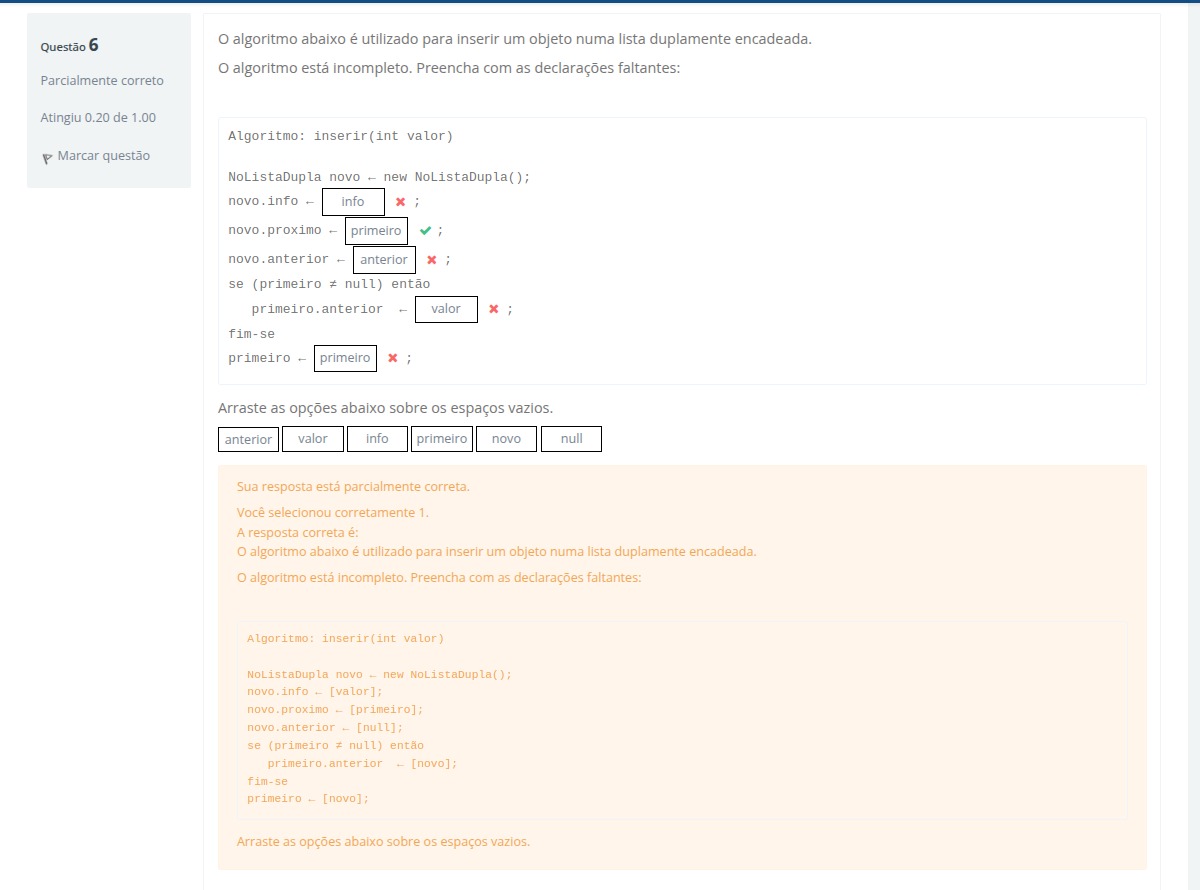 Questão 6
Parcialmente correto
Atingiu 0.20 de 1.00
Marcar questão
O algoritmo abaixo é utilizado para inserir um objeto numa lista duplamente encadeada.
O algoritmo está incompleto. Preencha com as declarações faltantes:
Algoritmo: inserir(int valor)
NoListaDupla novo ← new NoListaDupla();
novo.info ← info ;
novo.proximo ← primeiro ;
novo.anterior ← anterior ;
se (primeiro ≠ null) então
primeiro.anterior ← valor ;
fim-se
primeiro ← primeiro ;
Arraste as opções abaixo sobre os espaços vazios.
anterior valor info primeiro novo null
Sua resposta está parcialmente correta.
Você selecionou corretamente 1.
A resposta correta é:
O algoritmo abaixo é utilizado para inserir um objeto numa lista duplamente encadeada.
O algoritmo está incompleto. Preencha com as declarações faltantes:
Algoritmo: inserir(int valor)
NoListaDupla novo ← new NoListaDupla();
novo.info ← [valor];
novo.proximo ← [primeiro];
novo.anterior ← [null];
se (primeiro ≠ null) então
primeiro.anterior ← [novo];
fim-se
primeiro ← [novo];
Arraste as opções abaixo sobre os espaços vazios.